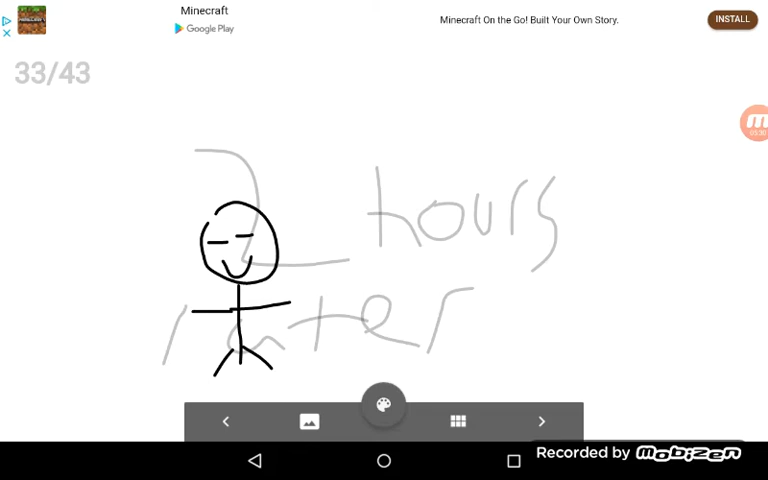 Minecraft
Google Play
Minecraft On the Go! Built Your Own Story.
INSTALL
33/43
2 hours
later
Recorded by mobizen